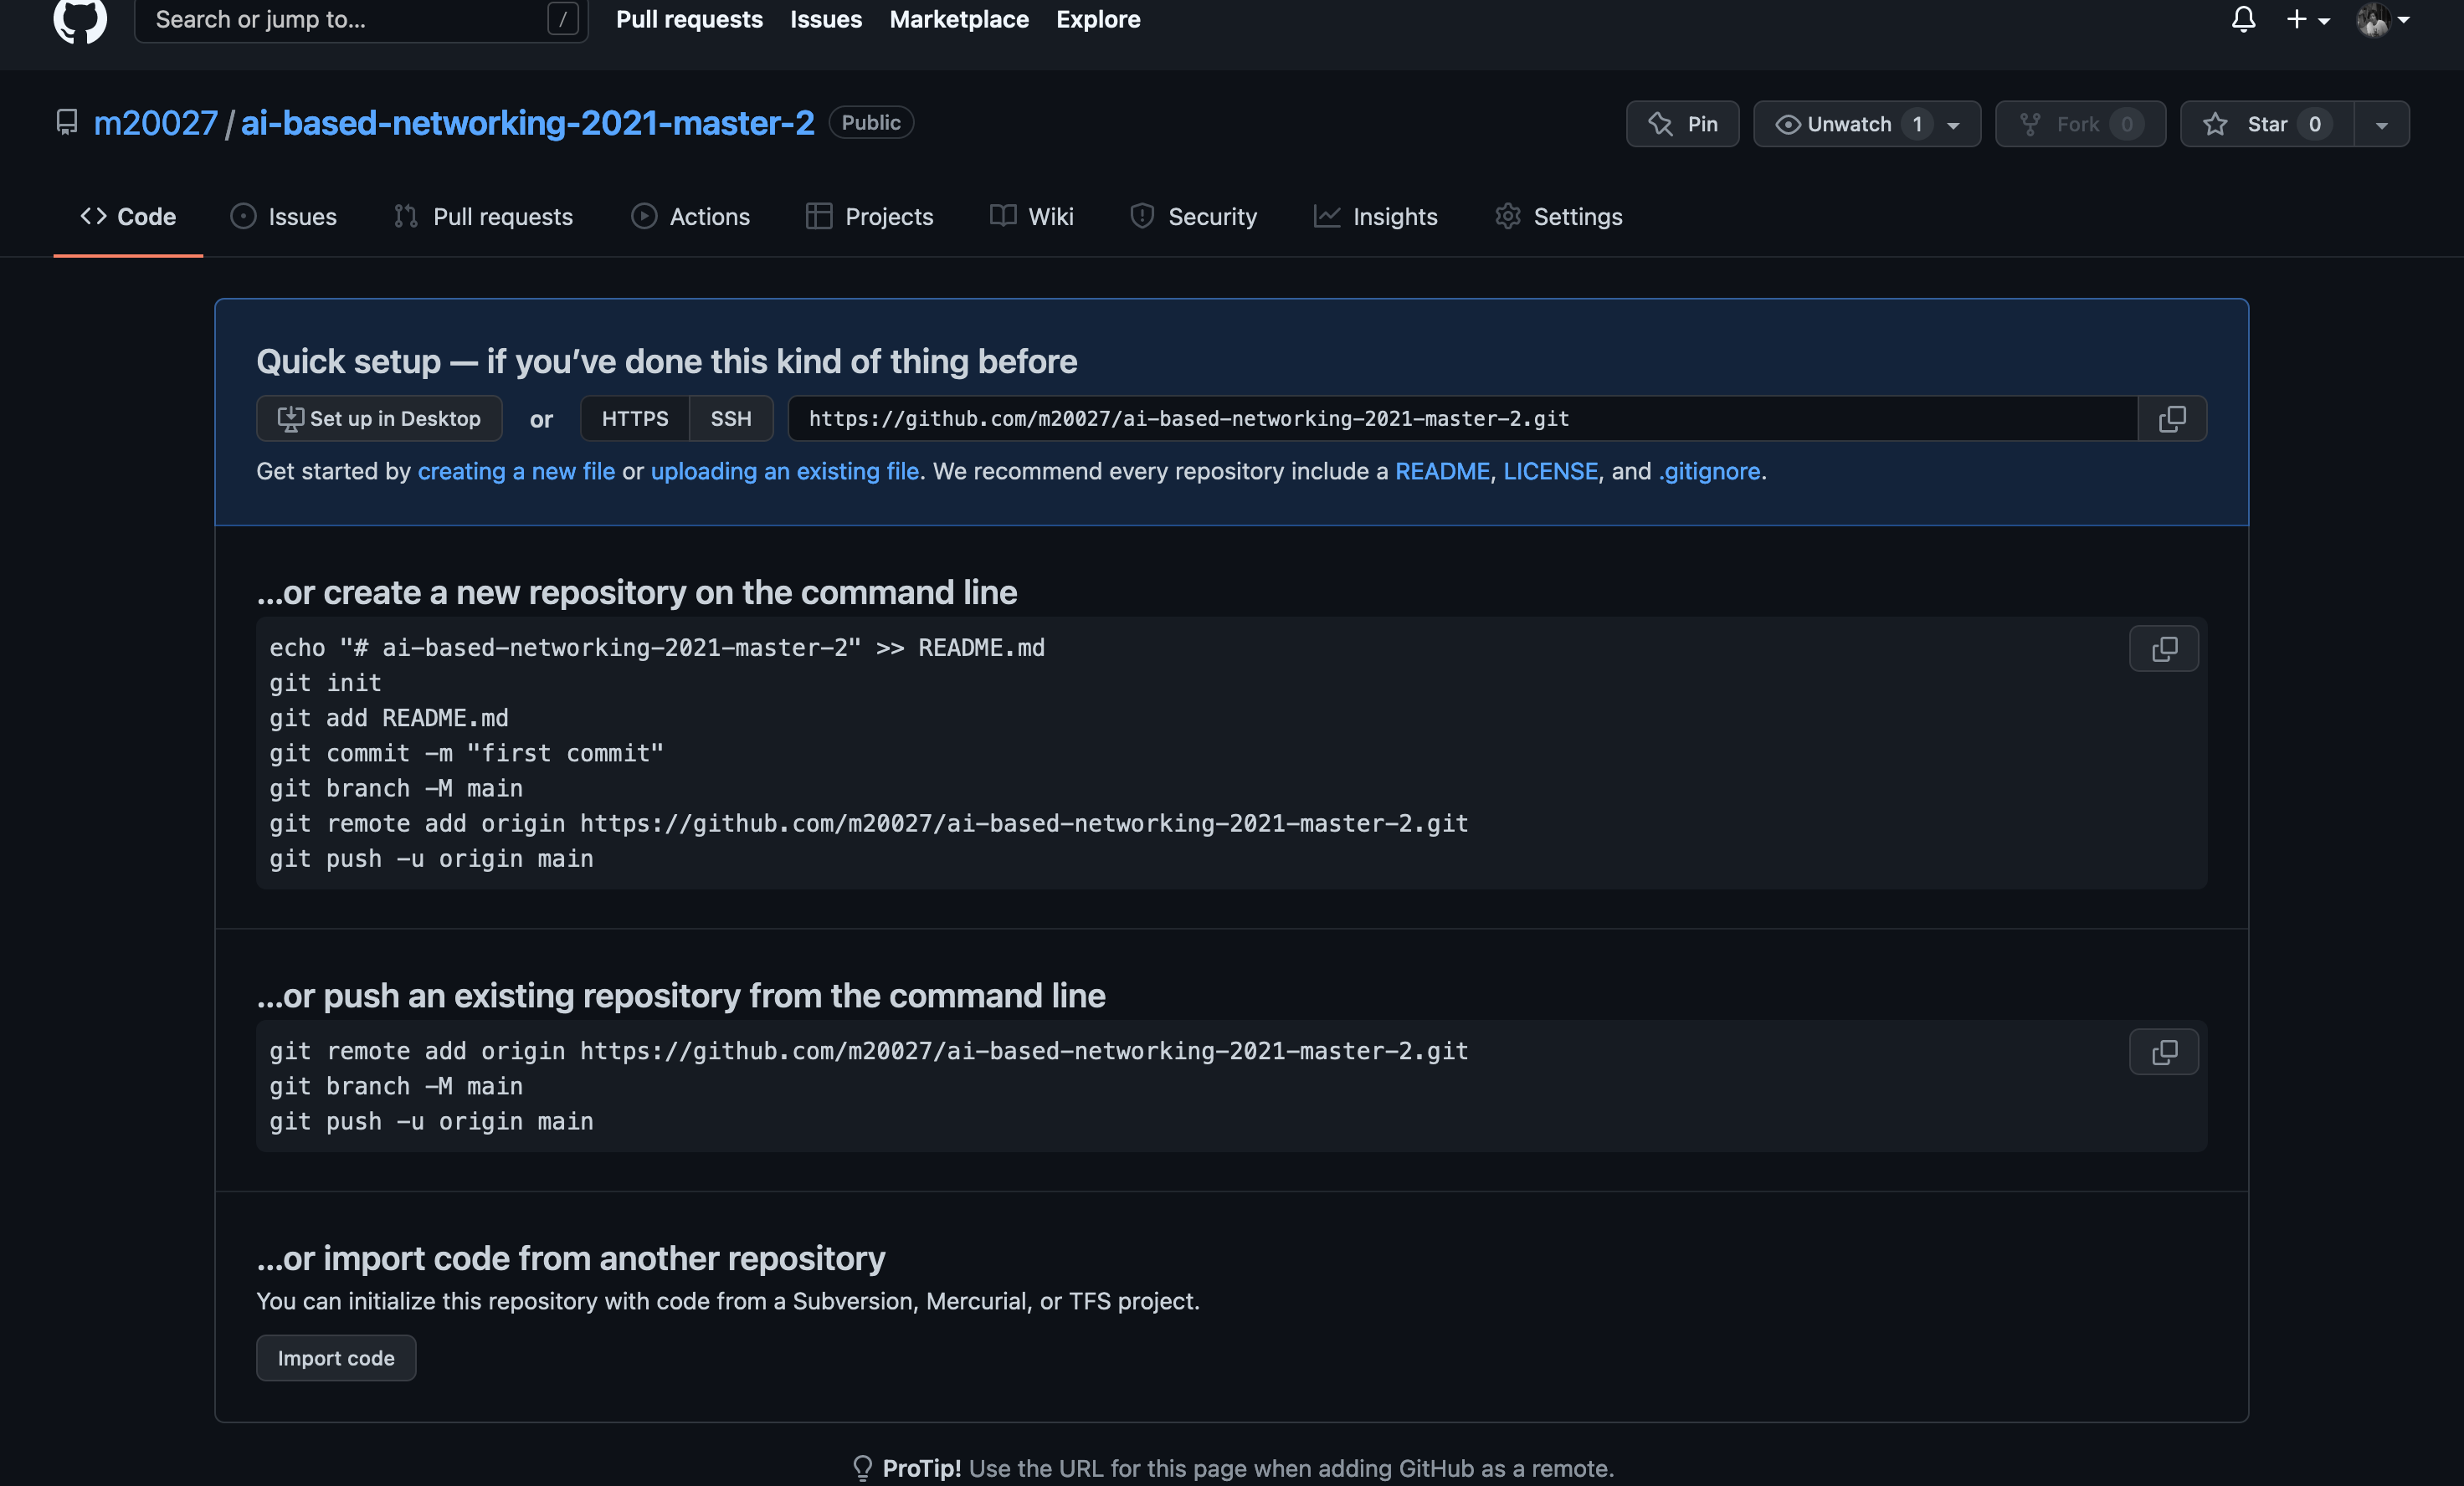 Search or jump to... / Pull requests Issues Marketplace Explore
m20027 / ai-based-networking-2021-master-2 Public Pin Unwatch 1 Fork 0 Star 0
Code Issues Pull requests Actions Projects Wiki Security Insights Settings
Quick setup — if you’ve done this kind of thing before
Set up in Desktop or HTTPS SSH https://github.com/m20027/ai-based-networking-2021-master-2.git
Get started by creating a new file or uploading an existing file. We recommend every repository include a README, LICENSE, and .gitignore.
…or create a new repository on the command line
echo "# ai-based-networking-2021-master-2" >> README.md
git init
git add README.md
git commit -m "first commit"
git branch -M main
git remote add origin https://github.com/m20027/ai-based-networking-2021-master-2.git
git push -u origin main
…or push an existing repository from the command line
git remote add origin https://github.com/m20027/ai-based-networking-2021-master-2.git
git branch -M main
git push -u origin main
…or import code from another repository
You can initialize this repository with code from a Subversion, Mercurial, or TFS project.
Import code
ProTip! Use the URL for this page when adding GitHub as a remote.